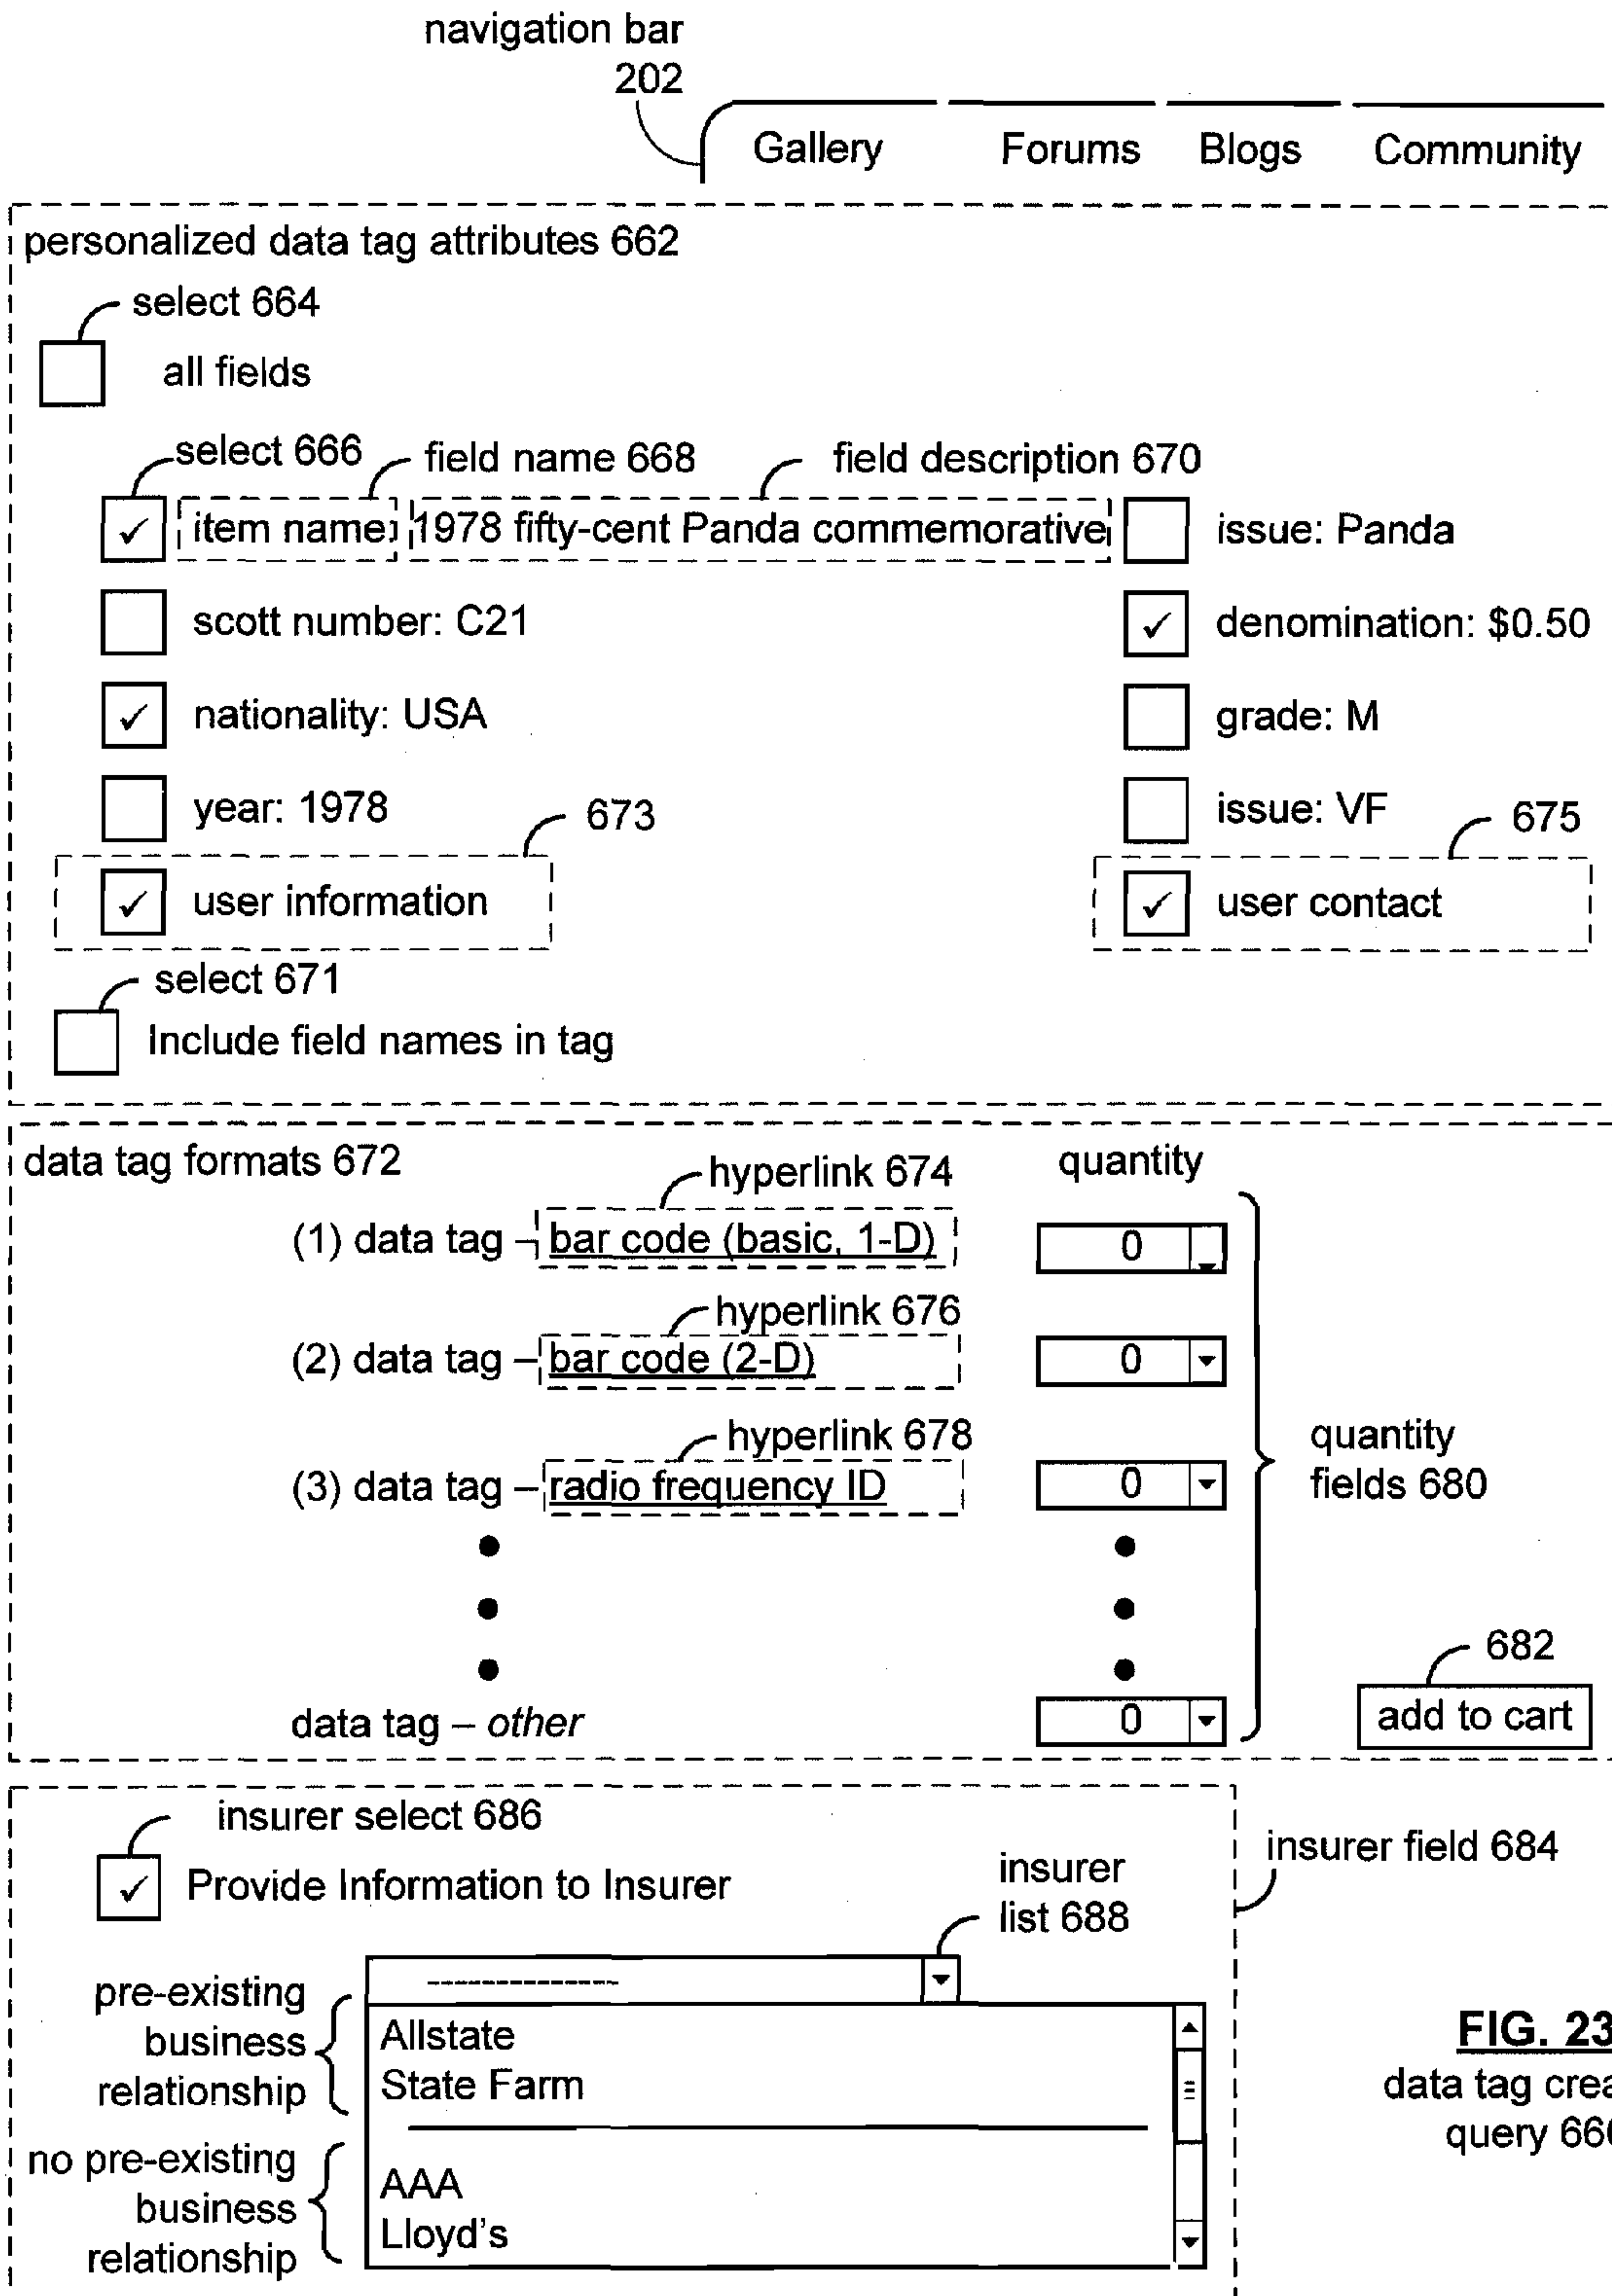 navigation bar
202
Gallery Forums Blogs Community
personalized data tag attributes 662
select 664
all fields
select 666 field name 668 field description 670
✓ item name: 1978 fifty-cent Panda commemorative issue: Panda
scott number: C21 ✓ denomination: $0.50
✓ nationality: USA grade: M
year: 1978 673 issue: VF 675
✓ user information ✓ user contact
select 671
Include field names in tag
data tag formats 672 hyperlink 674 quantity
(1) data tag – bar code (basic, 1-D) 0
hyperlink 676
(2) data tag – bar code (2-D) 0
hyperlink 678
(3) data tag – radio frequency ID 0
quantity
fields 680
682
data tag – other 0 add to cart
insurer select 686
insurer field 684
✓ Provide Information to Insurer
insurer
list 688
--------------
pre-existing
business
relationship
Allstate
State Farm
no pre-existing
business
relationship
AAA
Lloyd's
FIG. 23
data tag
query